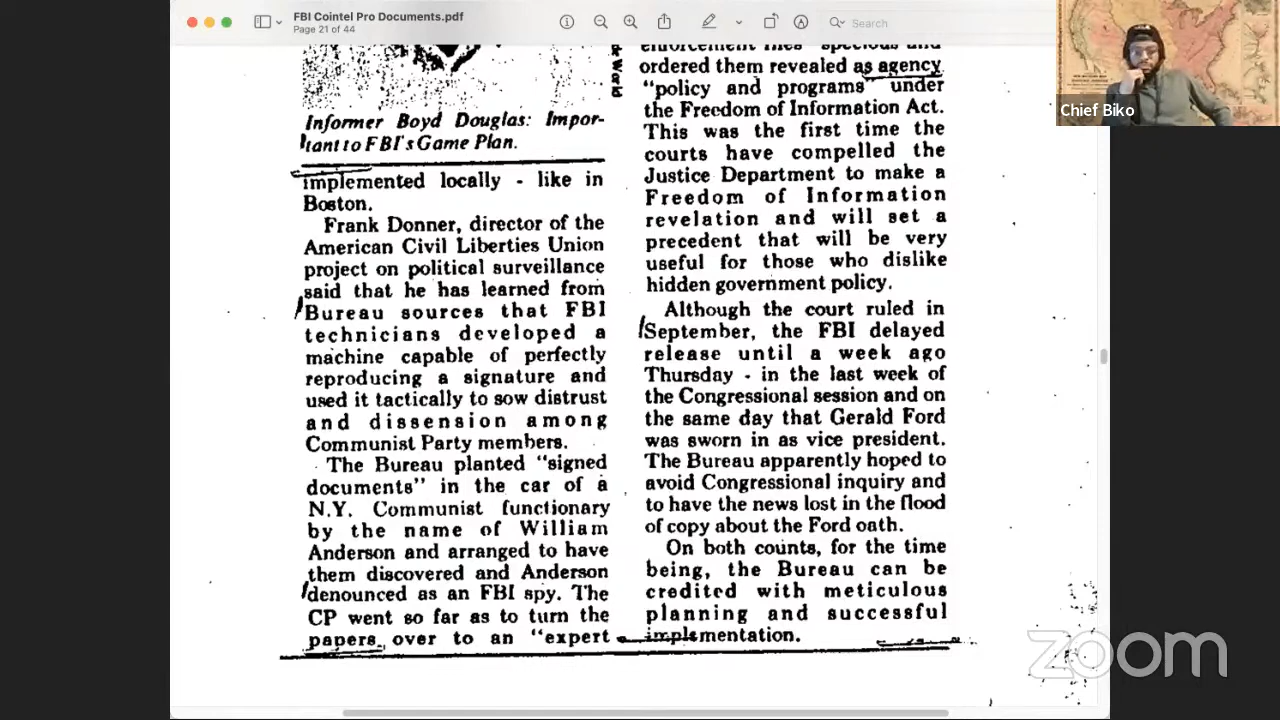 FBI Cointel Pro Documents.pdf
Page 21 of 44
Search
Chief Biko
Informer Boyd Douglas: Impor-
tant to FBI's Game Plan.
implemented locally - like in
Boston.
Frank Donner, director of the
American Civil Liberties Union
project on political surveillance
said that he has learned from
Bureau sources that FBI
technicians developed a
machine capable of perfectly
reproducing a signature and
used it tactically to sow distrust
and dissension among
Communist Party members.
The Bureau planted "signed
documents" in the car of a
N.Y. Communist functionary
by the name of William
Anderson and arranged to have
them discovered and Anderson
denounced as an FBI spy. The
CP went so far as to turn the
papers over to an "expert
World
enforcement files specious and
ordered them revealed as agency
"policy and programs" under
the Freedom of Information Act.
This was the first time the
courts have compelled the
Justice Department to make a
Freedom of Information
revelation and will set a
precedent that will be very
useful for those who dislike
hidden government policy.
Although the court ruled in
September, the FBI delayed
release until a week ago
Thursday - in the last week of
the Congressional session and on
the same day that Gerald Ford
was sworn in as vice president.
The Bureau apparently hoped to
avoid Congressional inquiry and
to have the news lost in the flood
of copy about the Ford oath.
On both counts, for the time
being, the Bureau can be
credited with meticulous
planning and successful
implementation.
zoom